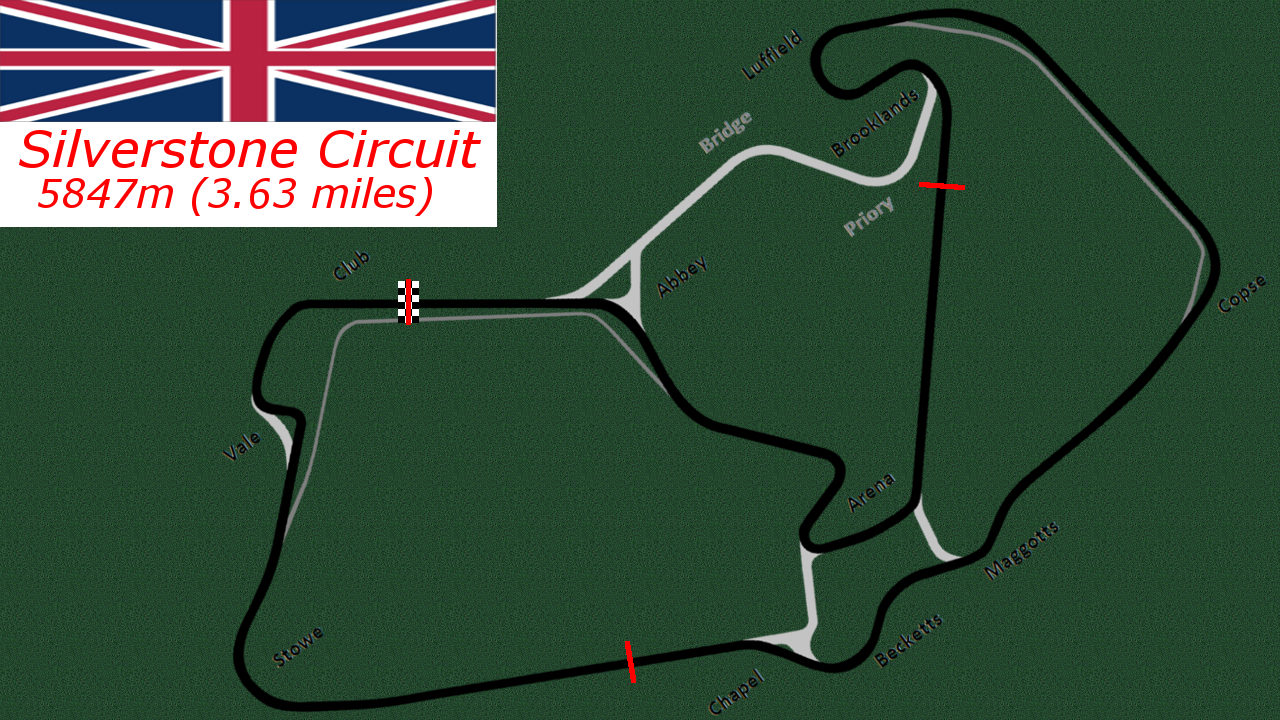 Silverstone Circuit
5847m (3.63 miles)
Luffield
Bridge
Brooklands
Priory
Club
Abbey
Copse
Vale
Arena
Maggotts
Stowe
Becketts
Chapel